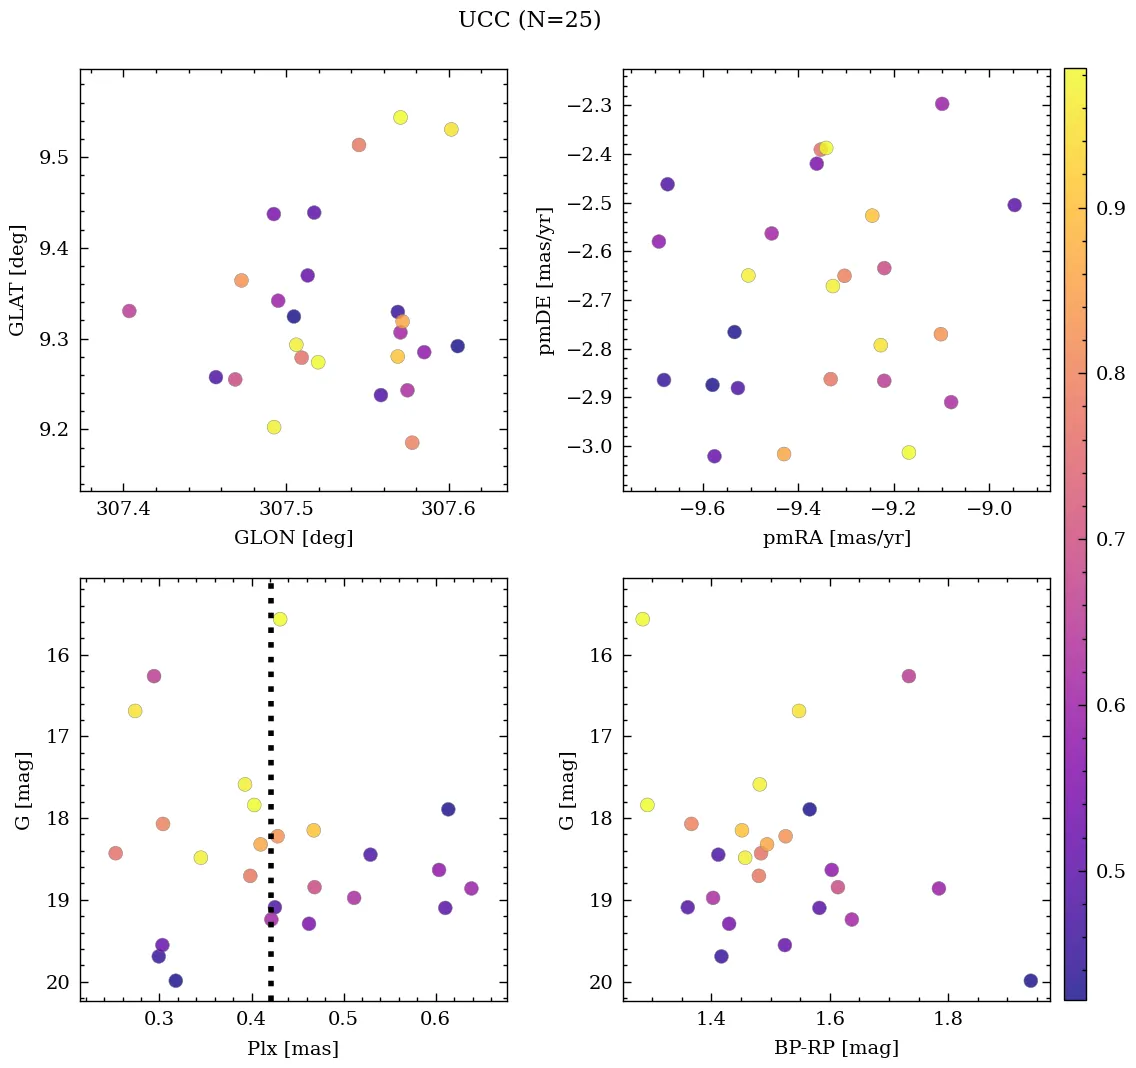 UCC (N=25)
9.5
9.4
9.3
9.2
GLAT [deg]
307.4 307.5 307.6
GLON [deg]
−2.3
−2.4
−2.5
−2.6
−2.7
−2.8
−2.9
−3.0
pmDE [mas/yr]
−9.6 −9.4 −9.2 −9.0
pmRA [mas/yr]
16
17
18
19
20
G [mag]
0.3 0.4 0.5 0.6
Plx [mas]
16
17
18
19
20
G [mag]
1.4 1.6 1.8
BP-RP [mag]
0.9
0.8
0.7
0.6
0.5